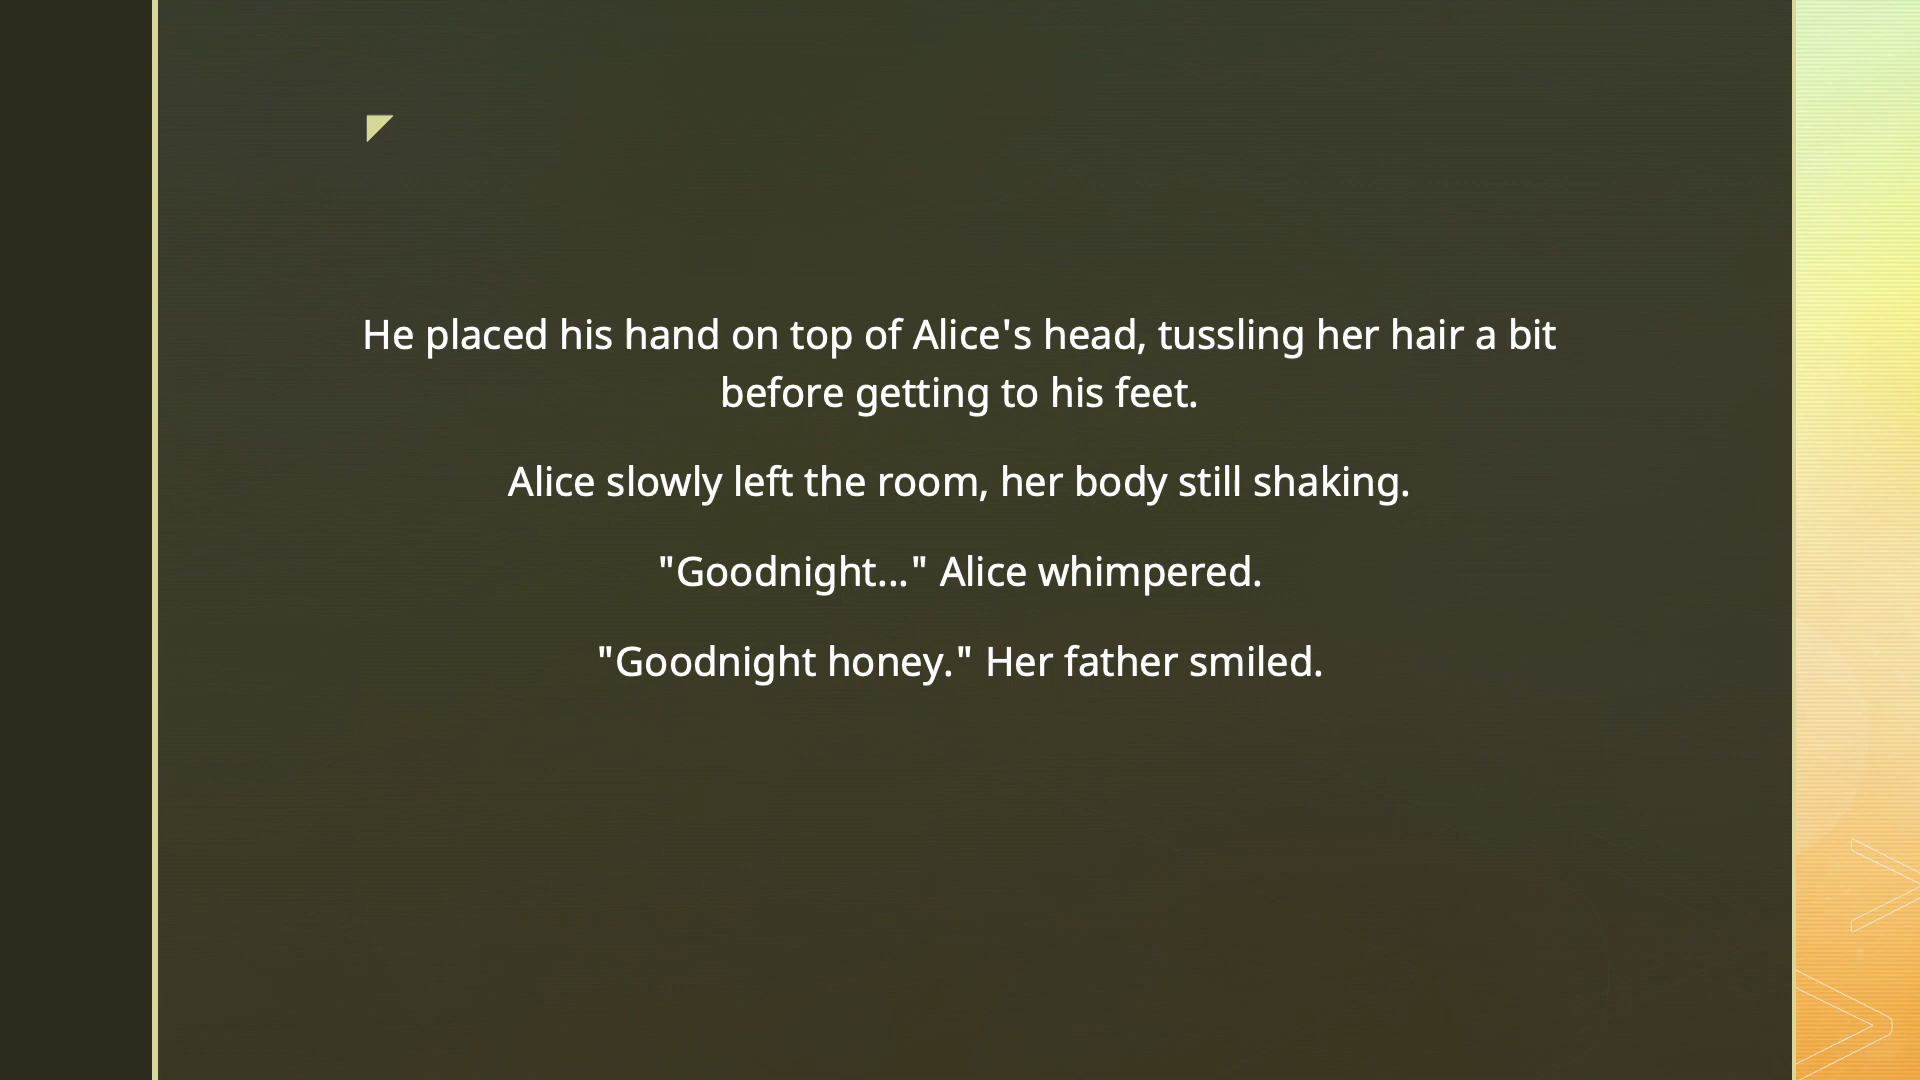 He placed his hand on top of Alice's head, tussling her hair a bit
before getting to his feet.
Alice slowly left the room, her body still shaking.
"Goodnight..." Alice whimpered.
"Goodnight honey." Her father smiled.